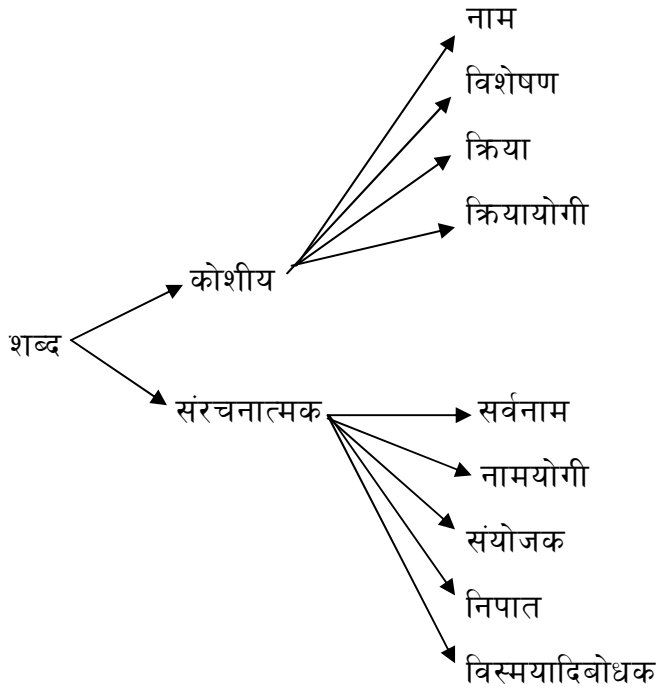 नाम
विशेषण
क्रिया
क्रियायोगी
कोशीय
शब्द
संरचनात्मक
सर्वनाम
नामयोगी
संयोजक
निपात
विस्मयादिबोधक